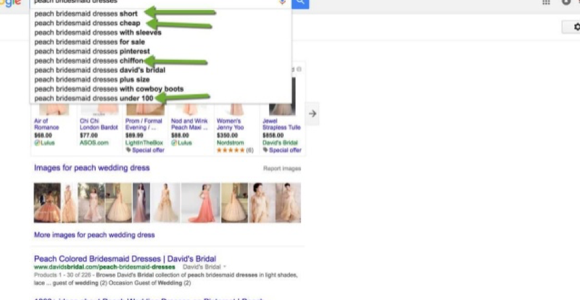 gle
peach bridesmaid dresses
peach bridesmaid dresses short
peach bridesmaid dresses cheap
peach bridesmaid dresses with sleeves
peach bridesmaid dresses for sale
peach bridesmaid dresses pinterest
peach bridesmaid dresses chiffon
peach bridesmaid dresses david's bridal
peach bridesmaid dresses plus size
peach bridesmaid dresses with cowboy boots
peach bridesmaid dresses under 100
Air of Romance $68.00 Lulus
Chi Chi London Bardot $77.00 ASOS.com
Prom / Formal Evening / ... $89.99 LightInTheBox Special offer
Nod and Wink Peach Maxi ... $88.00 Lulus
Women's Jenny Yoo $350.00 Nordstrom (6)
Jewel Strapless Tulle $858.00 David's Bridal Special offer
Images for peach wedding dress
Report images
More images for peach wedding dress
Peach Colored Bridesmaid Dresses | David's Bridal
www.davidsbridal.com/peach-bridesmaid-dresses David's Bridal
Products 1 - 30 of 226 - Browse David's Bridal collection of peach bridesmaid dresses in light shades,
lace ... guest of wedding (2) Occasion Guest of Wedding (2)